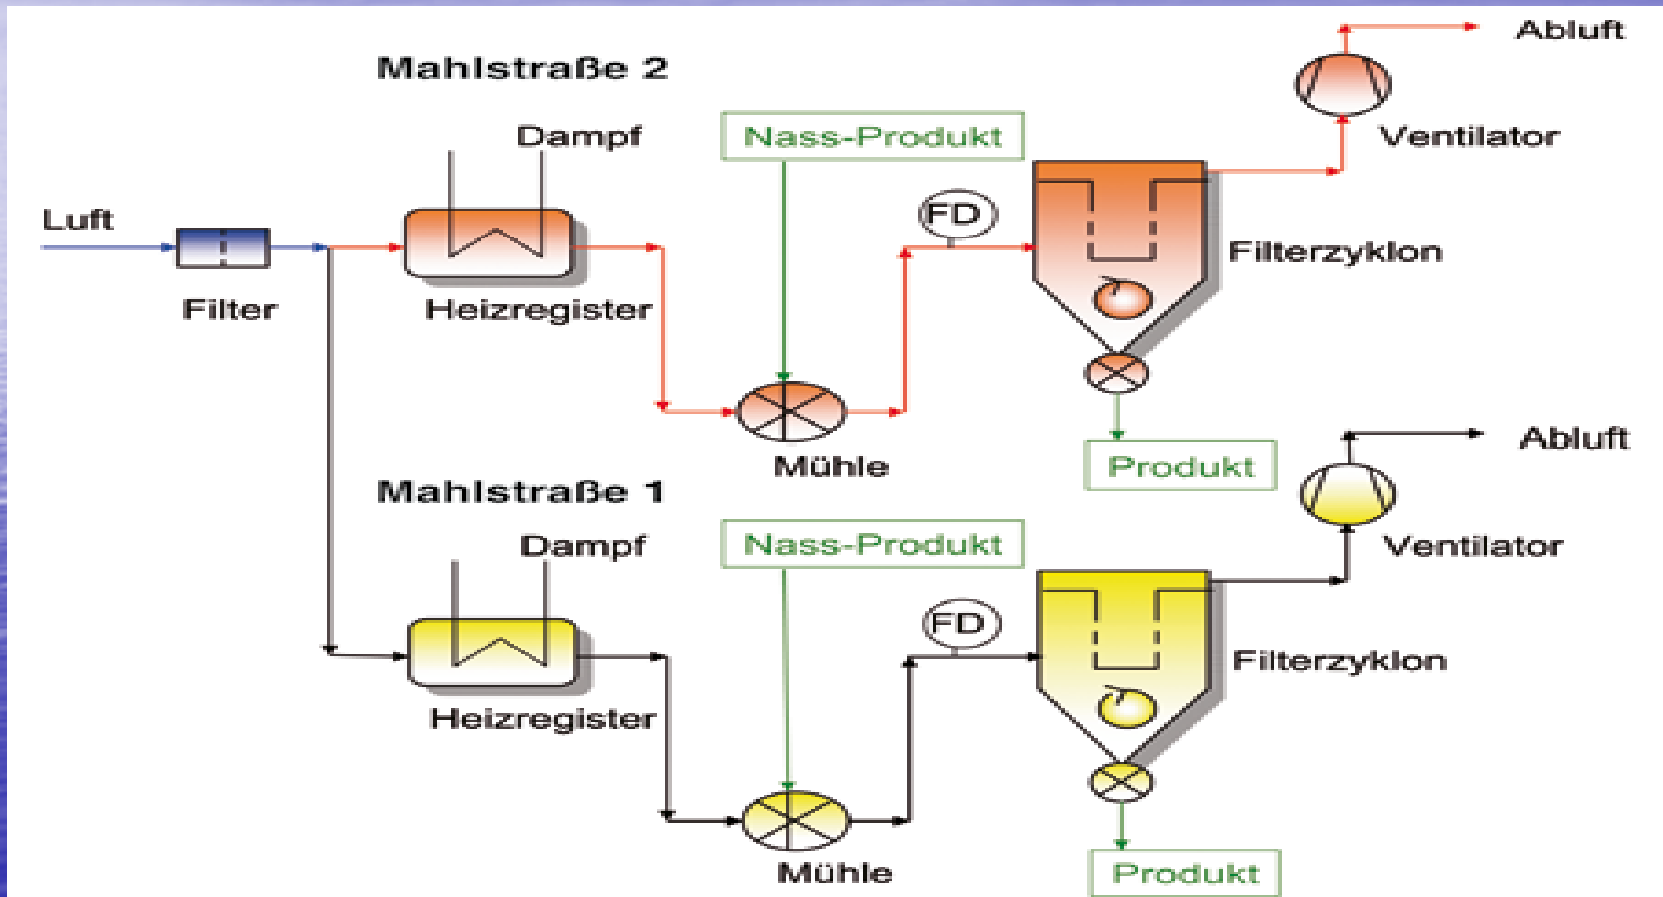 Abluft
Mahlstraße 2
Dampf
Nass-Produkt
Ventilator
FD
Luft
Filterzyklon
Filter
Heizregister
Mühle
Produkt
Abluft
Mahlstraße 1
Dampf
Nass-Produkt
Ventilator
FD
Filterzyklon
Heizregister
Mühle
Produkt